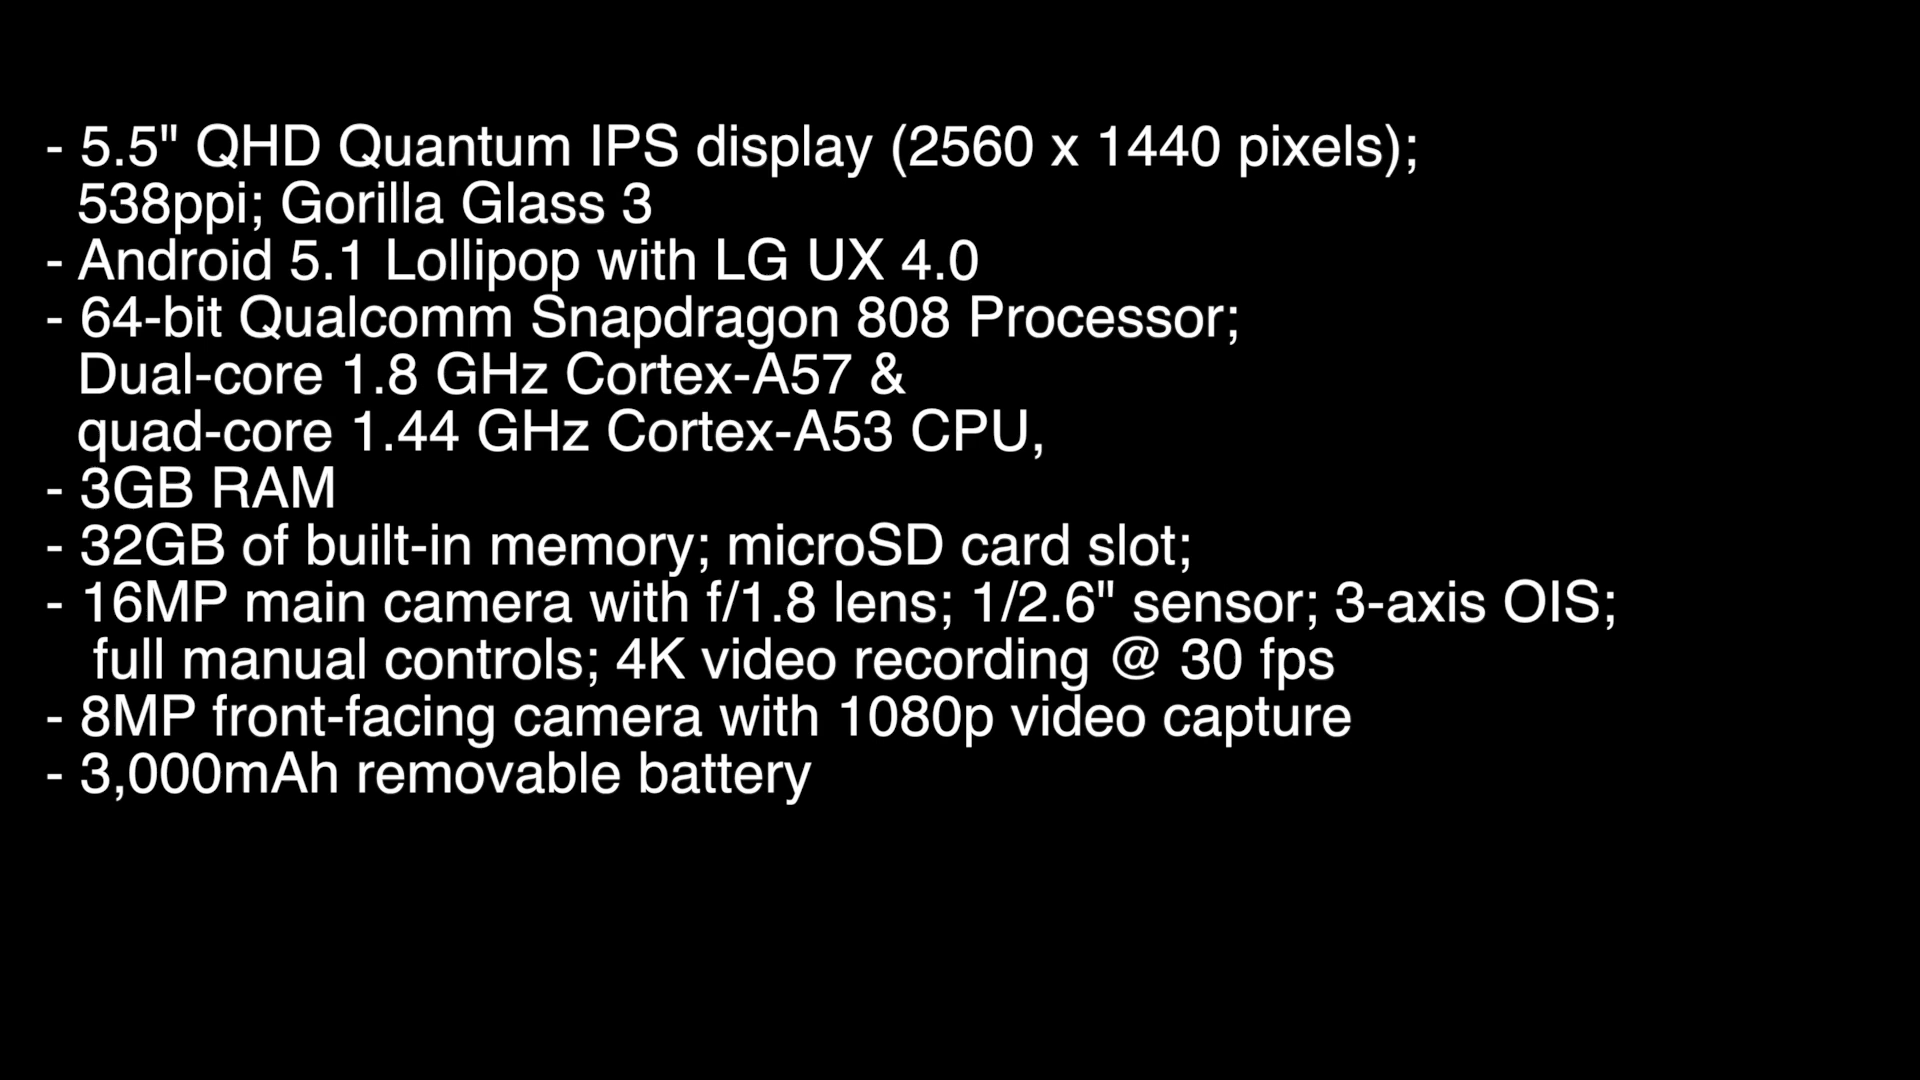 - 5.5" QHD Quantum IPS display (2560 x 1440 pixels);
538ppi; Gorilla Glass 3
- Android 5.1 Lollipop with LG UX 4.0
- 64-bit Qualcomm Snapdragon 808 Processor;
Dual-core 1.8 GHz Cortex-A57 &
quad-core 1.44 GHz Cortex-A53 CPU,
- 3GB RAM
- 32GB of built-in memory; microSD card slot;
- 16MP main camera with f/1.8 lens; 1/2.6" sensor; 3-axis OIS;
full manual controls; 4K video recording @ 30 fps
- 8MP front-facing camera with 1080p video capture
- 3,000mAh removable battery